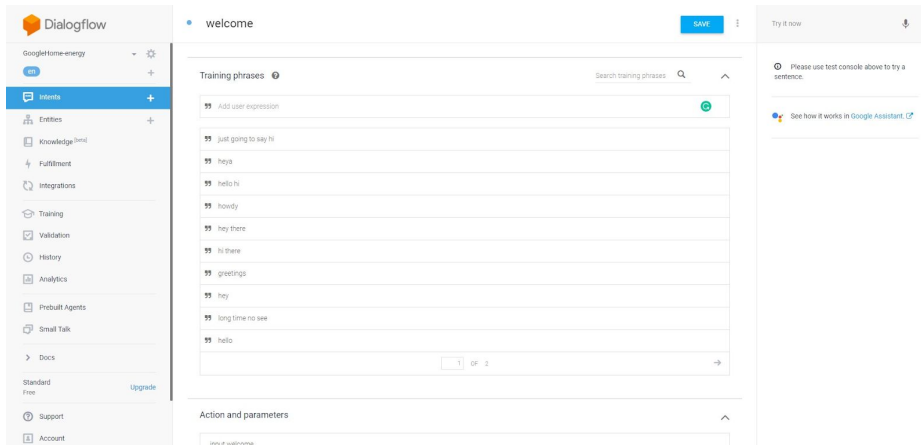 Dialogflow
GoogleHome-energy
en
Intents
Entities
Knowledge [beta]
Fulfillment
Integrations
Training
Validation
History
Analytics
Prebuilt Agents
Small Talk
Docs
Standard
Free
Upgrade
Support
Account
welcome
SAVE
Training phrases
Search training phrases
Add user expression
just going to say hi
heya
hello hi
howdy
hey there
hi there
greetings
hey
long time no see
hello
1 OF 2
Action and parameters
input.welcome
Try it now
Please use test console above to try a
sentence.
See how it works in Google Assistant.